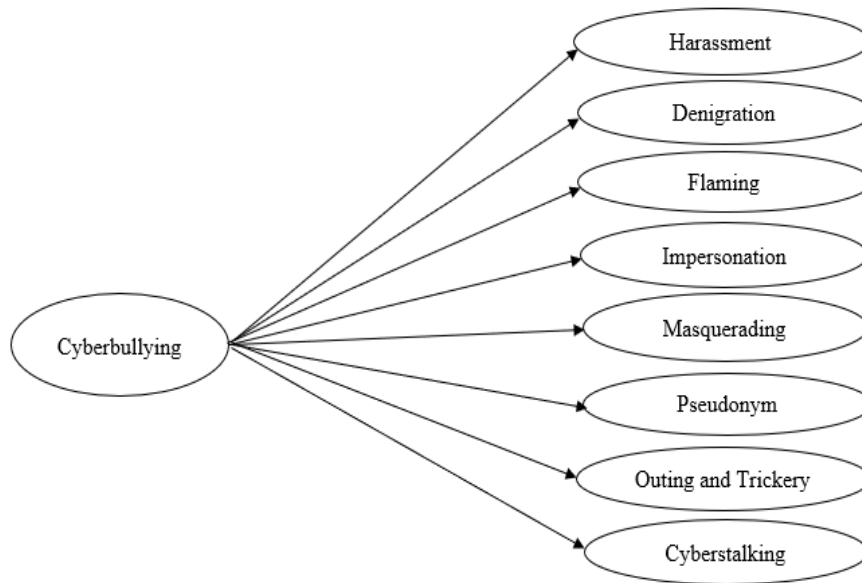 Harassment
Denigration
Flaming
Impersonation
Cyberbullying
Masquerading
Pseudonym
Outing and Trickery
Cyberstalking